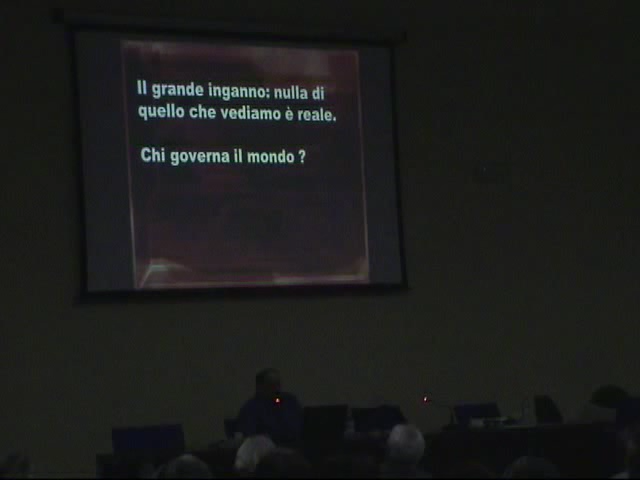 Il grande inganno: nulla di
quello che vediamo è reale.
Chi governa il mondo ?